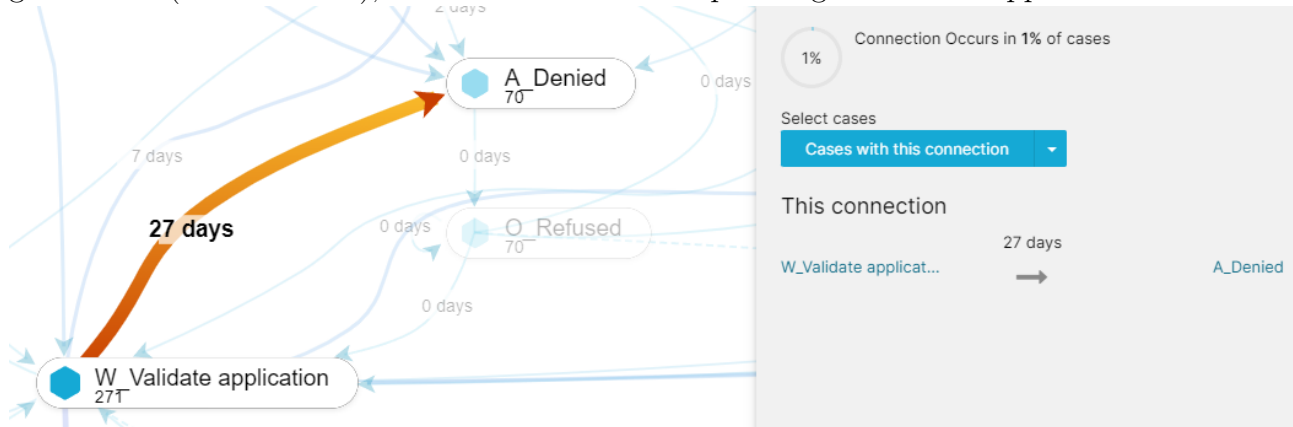 2 days
A_Denied
70
0 days
7 days
0 days
27 days
0 days
O_Refused
70
0 days
W_Validate application
271
1%
Connection Occurs in 1% of cases
Select cases
Cases with this connection
This connection
27 days
W_Validate applicat...
A_Denied